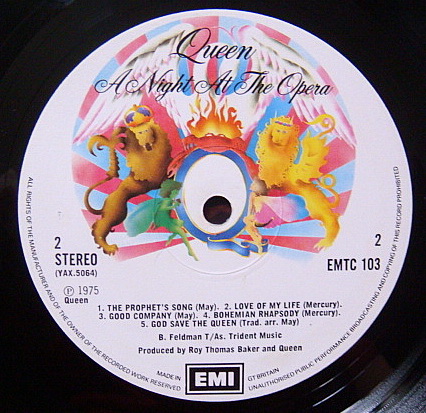 Queen
A Night At The Opera
2
STEREO
(YAX.5064)
2
EMTC 103
Ⓟ 1975
Queen
1. THE PROPHET'S SONG (May). 2. LOVE OF MY LIFE (Mercury).
3. GOOD COMPANY (May). 4. BOHEMIAN RHAPSODY (Mercury).
5. GOD SAVE THE QUEEN (Trad. arr. May)
B. Feldman T/As. Trident Music
Produced by Roy Thomas Baker and Queen
MADE IN
EMI
GT BRITAIN
ALL RIGHTS OF THE MANUFACTURER AND OF THE OWNER OF THE RECORDED WORK RESERVED
UNAUTHORISED PUBLIC PERFORMANCE BROADCASTING AND COPYING OF THIS RECORD PROHIBITED